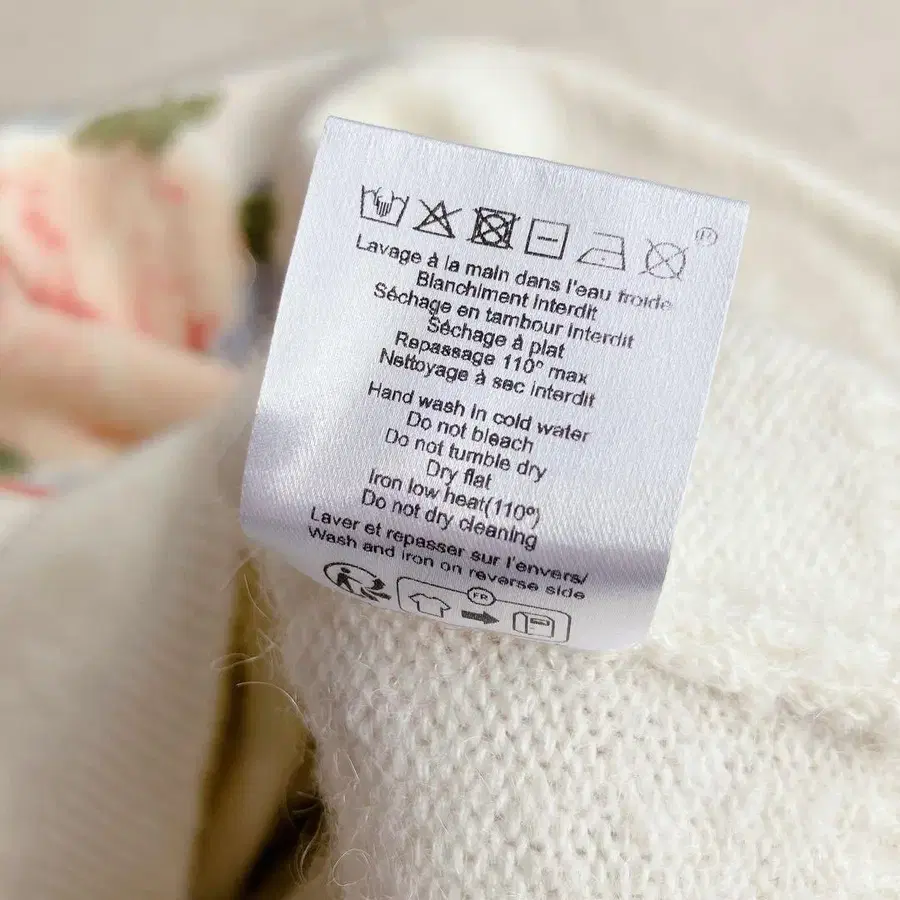 Lavage à la main dans l'eau froide
Blanchiment interdit
Séchage en tambour interdit
Séchage à plat
Repassage 110° max
Nettoyage à sec interdit
Hand wash in cold water
Do not bleach
Do not tumble dry
Dry flat
Iron low heat(110º)
Do not dry cleaning
Laver et repasser sur l'envers/
Wash and iron on reverse side
FR